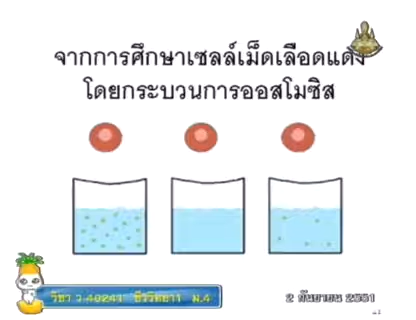 จากการศึกษาเซลล์เม็ดเลือดแดง
โดยกระบวนการออสโมซิส
วิชา ว 40241 ชีววิทยา1 ม.4
2 กันยายน 2551